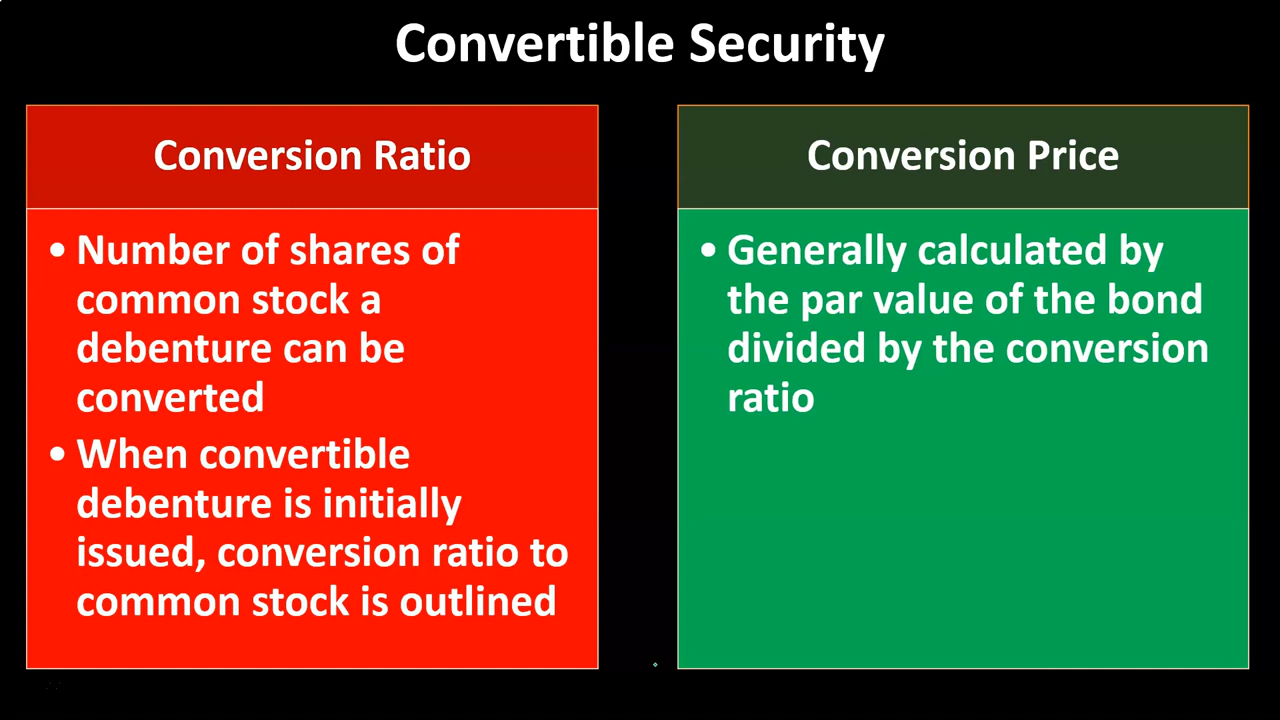 Convertible Security
Conversion Ratio
• Number of shares of
common stock a
debenture can be
converted
• When convertible
debenture is initially
issued, conversion ratio to
common stock is outlined
Conversion Price
• Generally calculated by
the par value of the bond
divided by the conversion
ratio